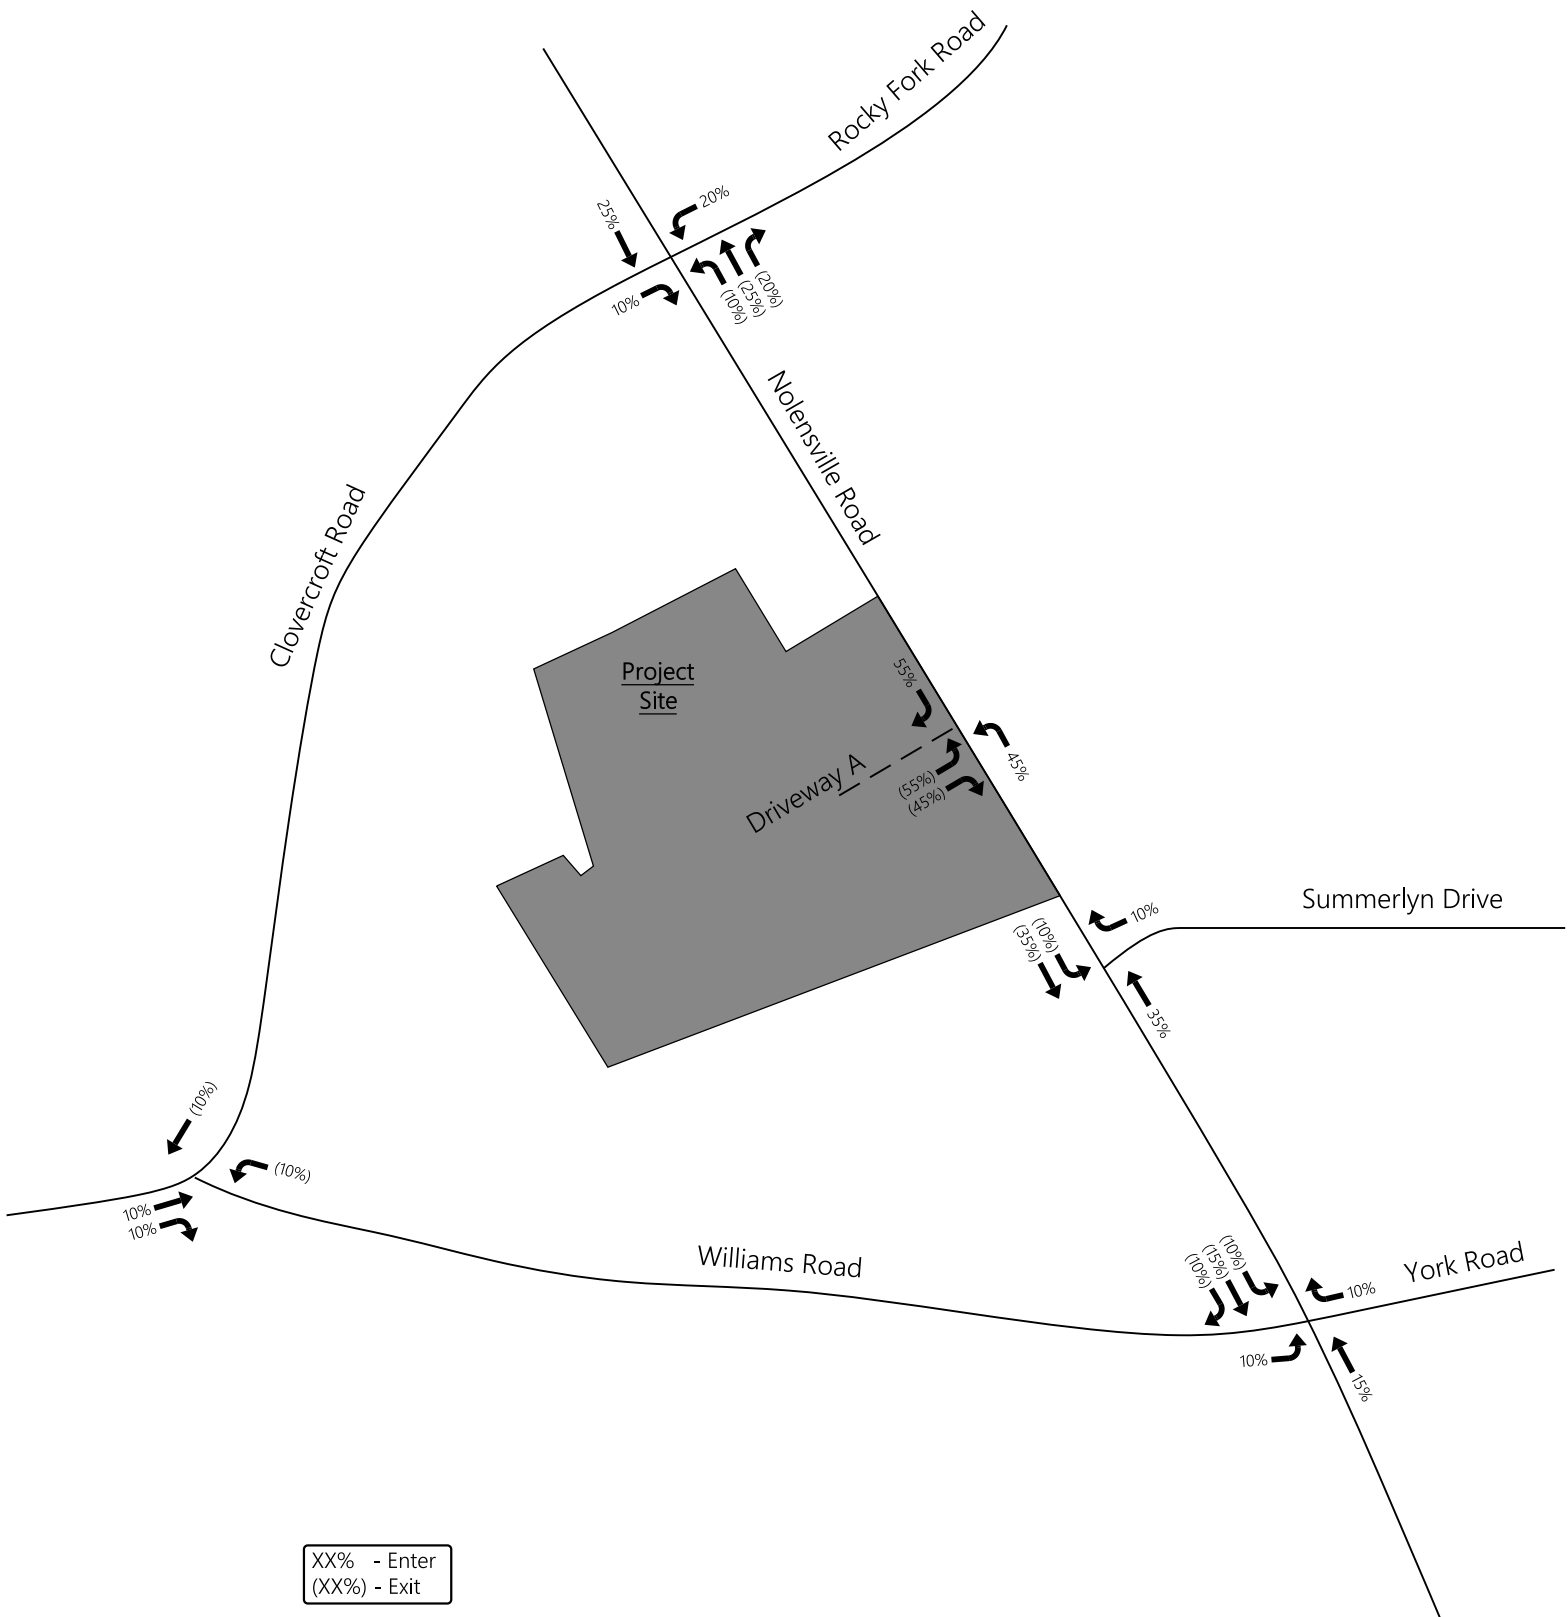 Rocky Fork Road
25%
20%
10%
(10%)
(25%)
(20%)
Nolensville Road
Clovercroft Road
Project
Site
55%
45%
Driveway A
(55%)
(45%)
Summerlyn Drive
10%
(10%)
(35%)
35%
(10%)
(10%)
10%
10%
Williams Road
York Road
(10%)
(15%)
(10%)
10%
10%
15%
XX% - Enter
(XX%) - Exit